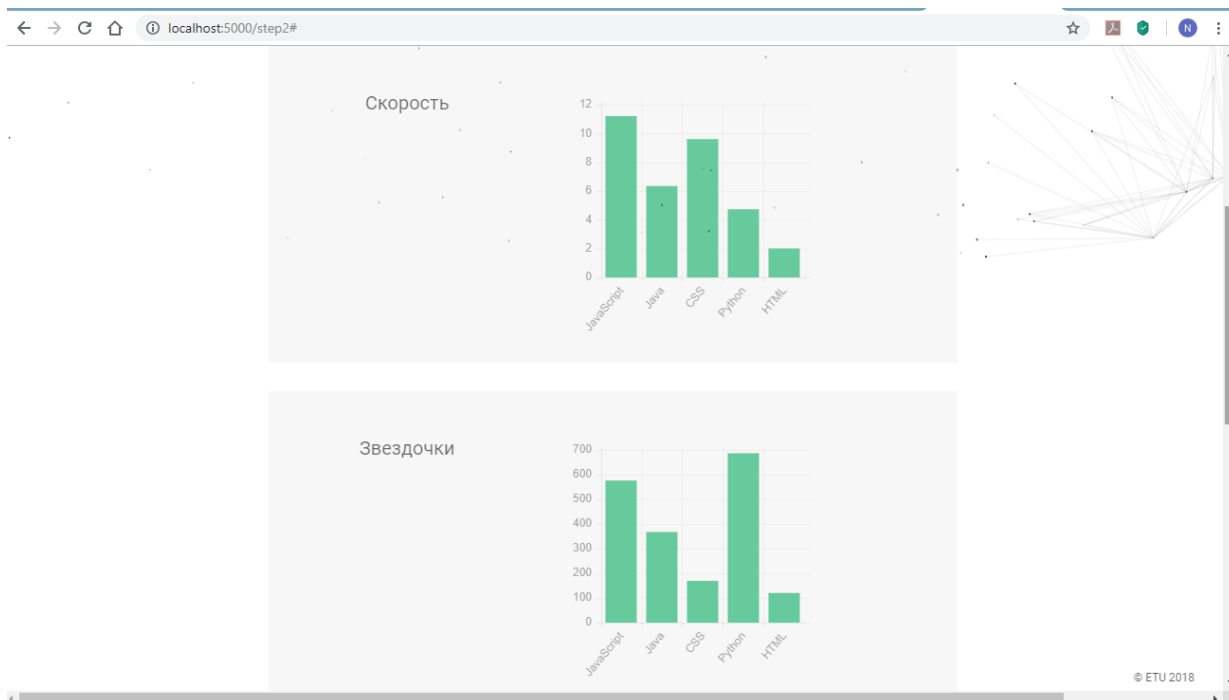 localhost:5000/step2#
N
Скорость
12
10
8
6
4
2
0
JavaScript
Java
CSS
Python
HTML
Звездочки
700
600
500
400
300
200
100
0
JavaScript
Java
CSS
Python
HTML
© ETU 2018